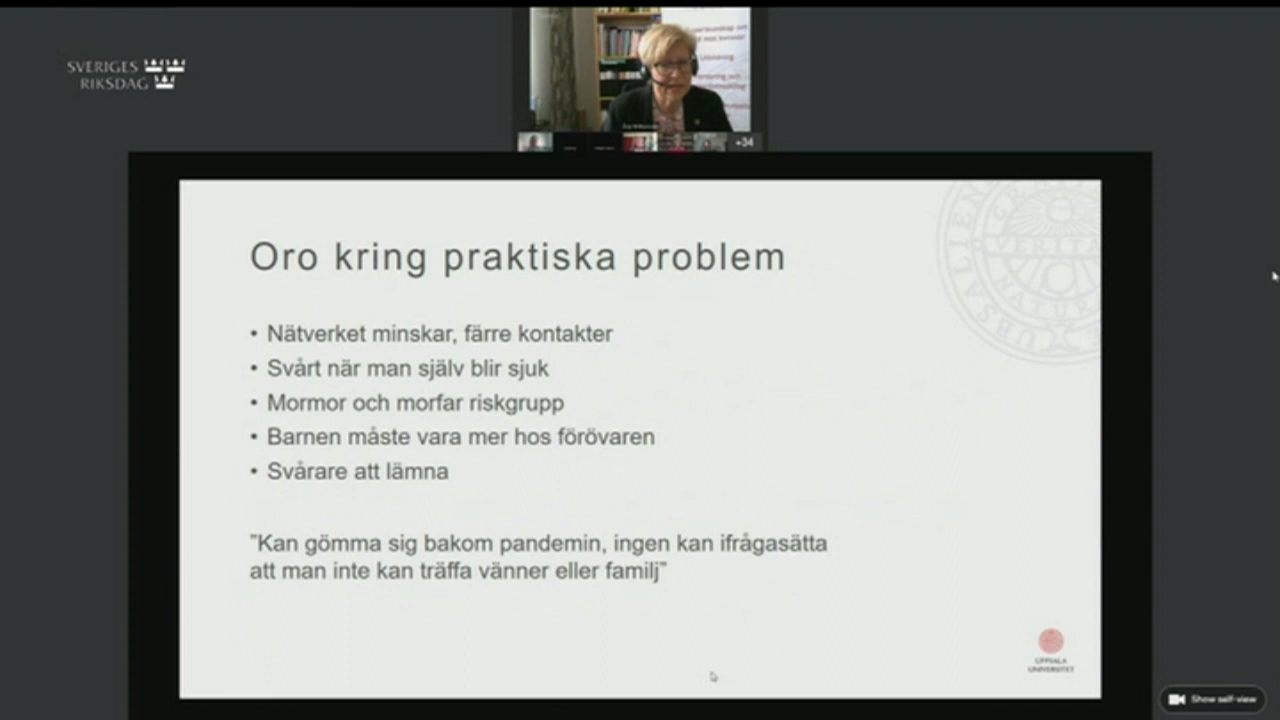 SVERIGES
RIKSDAG
+34
Oro kring praktiska problem
• Nätverket minskar, färre kontakter
• Svårt när man själv blir sjuk
• Mormor och morfar riskgrupp
• Barnen måste vara mer hos förövaren
• Svårare att lämna
”Kan gömma sig bakom pandemin, ingen kan ifrågasätta
att man inte kan träffa vänner eller familj”
UPPSALA
UNIVERSITET
Show self-view